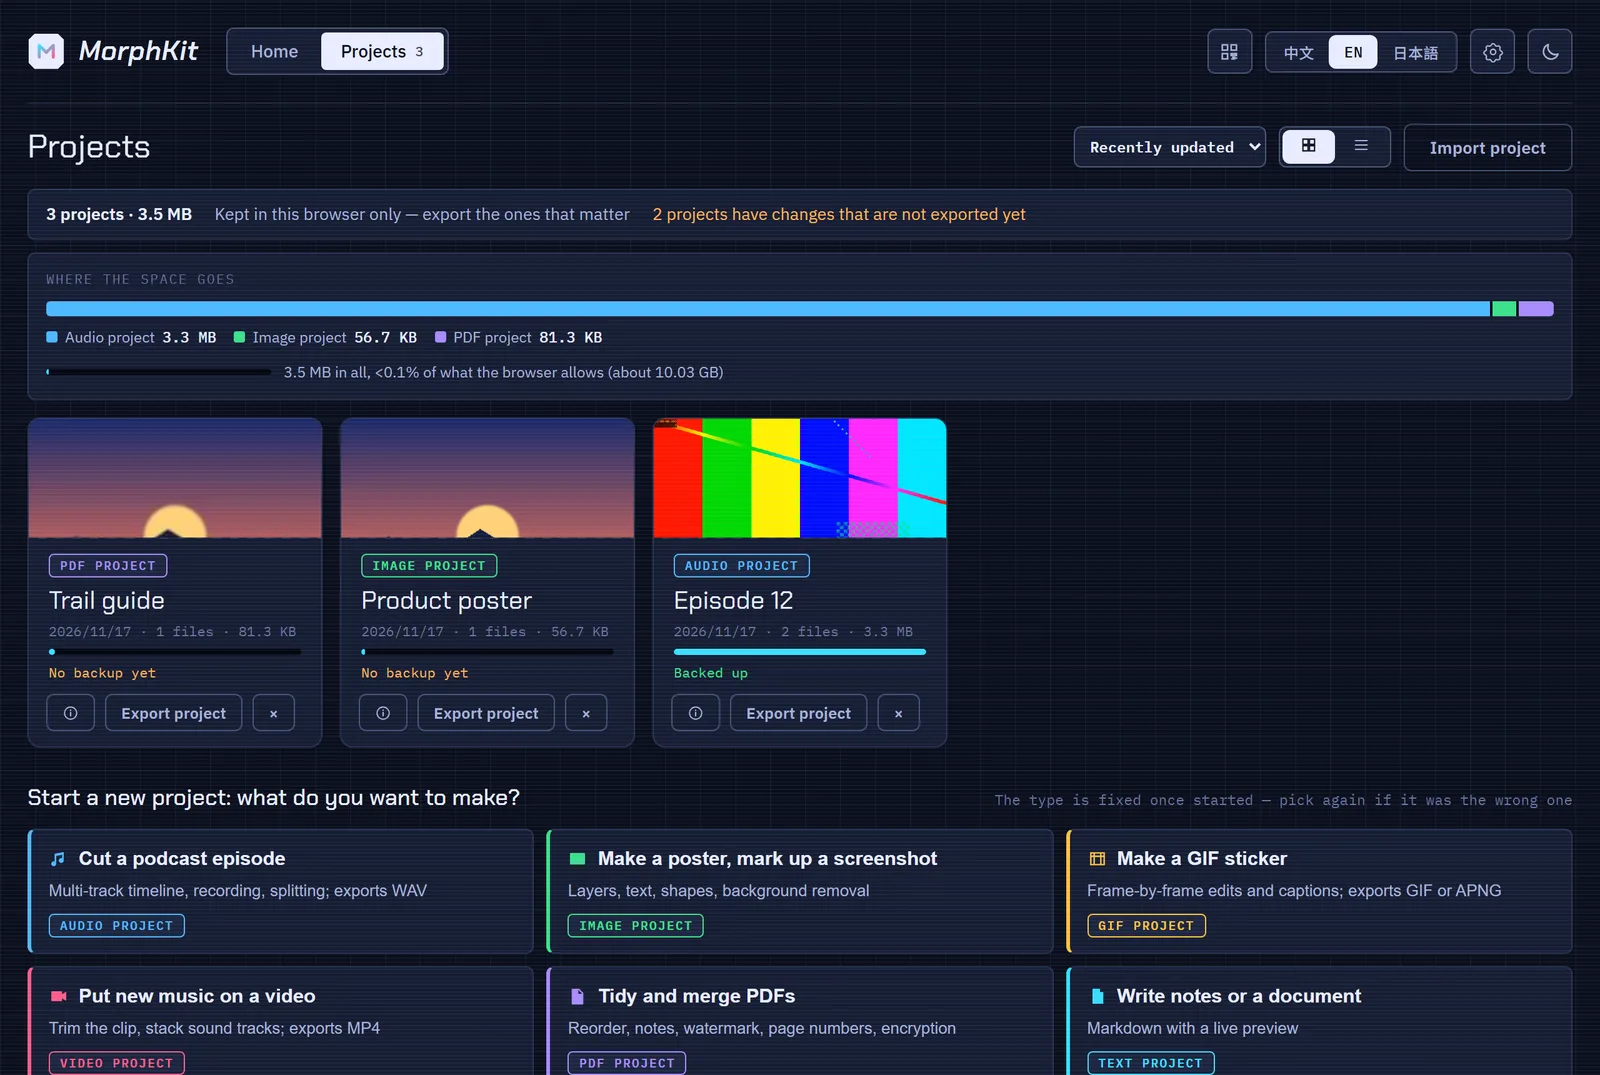 MorphKit
Home
Projects 3
中文
EN
日本語
Projects
Recently updated
Import project
3 projects · 3.5 MB
Kept in this browser only — export the ones that matter
2 projects have changes that are not exported yet
WHERE THE SPACE GOES
Audio project 3.3 MB
Image project 56.7 KB
PDF project 81.3 KB
3.5 MB in all, <0.1% of what the browser allows (about 10.03 GB)
PDF PROJECT
Trail guide
2026/11/17 · 1 files · 81.3 KB
No backup yet
Export project
×
IMAGE PROJECT
Product poster
2026/11/17 · 1 files · 56.7 KB
No backup yet
Export project
×
AUDIO PROJECT
Episode 12
2026/11/17 · 2 files · 3.3 MB
Backed up
Export project
×
Start a new project: what do you want to make?
The type is fixed once started — pick again if it was the wrong one
Cut a podcast episode
Multi-track timeline, recording, splitting; exports WAV
AUDIO PROJECT
Make a poster, mark up a screenshot
Layers, text, shapes, background removal
IMAGE PROJECT
Make a GIF sticker
Frame-by-frame edits and captions; exports GIF or APNG
GIF PROJECT
Put new music on a video
Trim the clip, stack sound tracks; exports MP4
VIDEO PROJECT
Tidy and merge PDFs
Reorder, notes, watermark, page numbers, encryption
PDF PROJECT
Write notes or a document
Markdown with a live preview
TEXT PROJECT